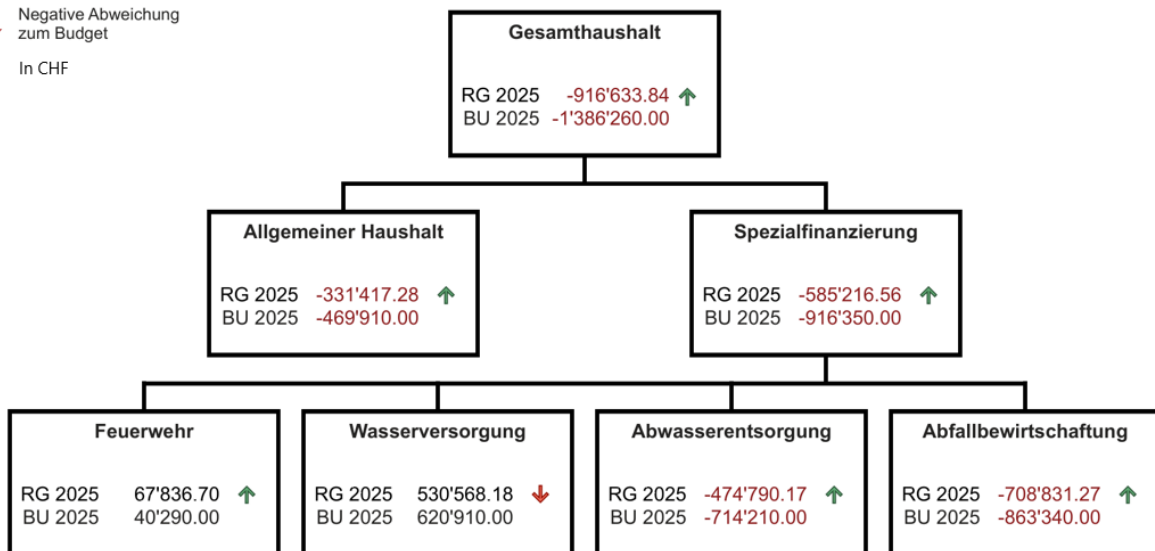 Negative Abweichung
zum Budget
In CHF
Gesamthaushalt
RG 2025 -916'633.84
BU 2025 -1'386'260.00
Allgemeiner Haushalt
RG 2025 -331'417.28
BU 2025 -469'910.00
Spezialfinanzierung
RG 2025 -585'216.56
BU 2025 -916'350.00
Feuerwehr
RG 2025 67'836.70
BU 2025 40'290.00
Wasserversorgung
RG 2025 530'568.18
BU 2025 620'910.00
Abwasserentsorgung
RG 2025 -474'790.17
BU 2025 -714'210.00
Abfallbewirtschaftung
RG 2025 -708'831.27
BU 2025 -863'340.00